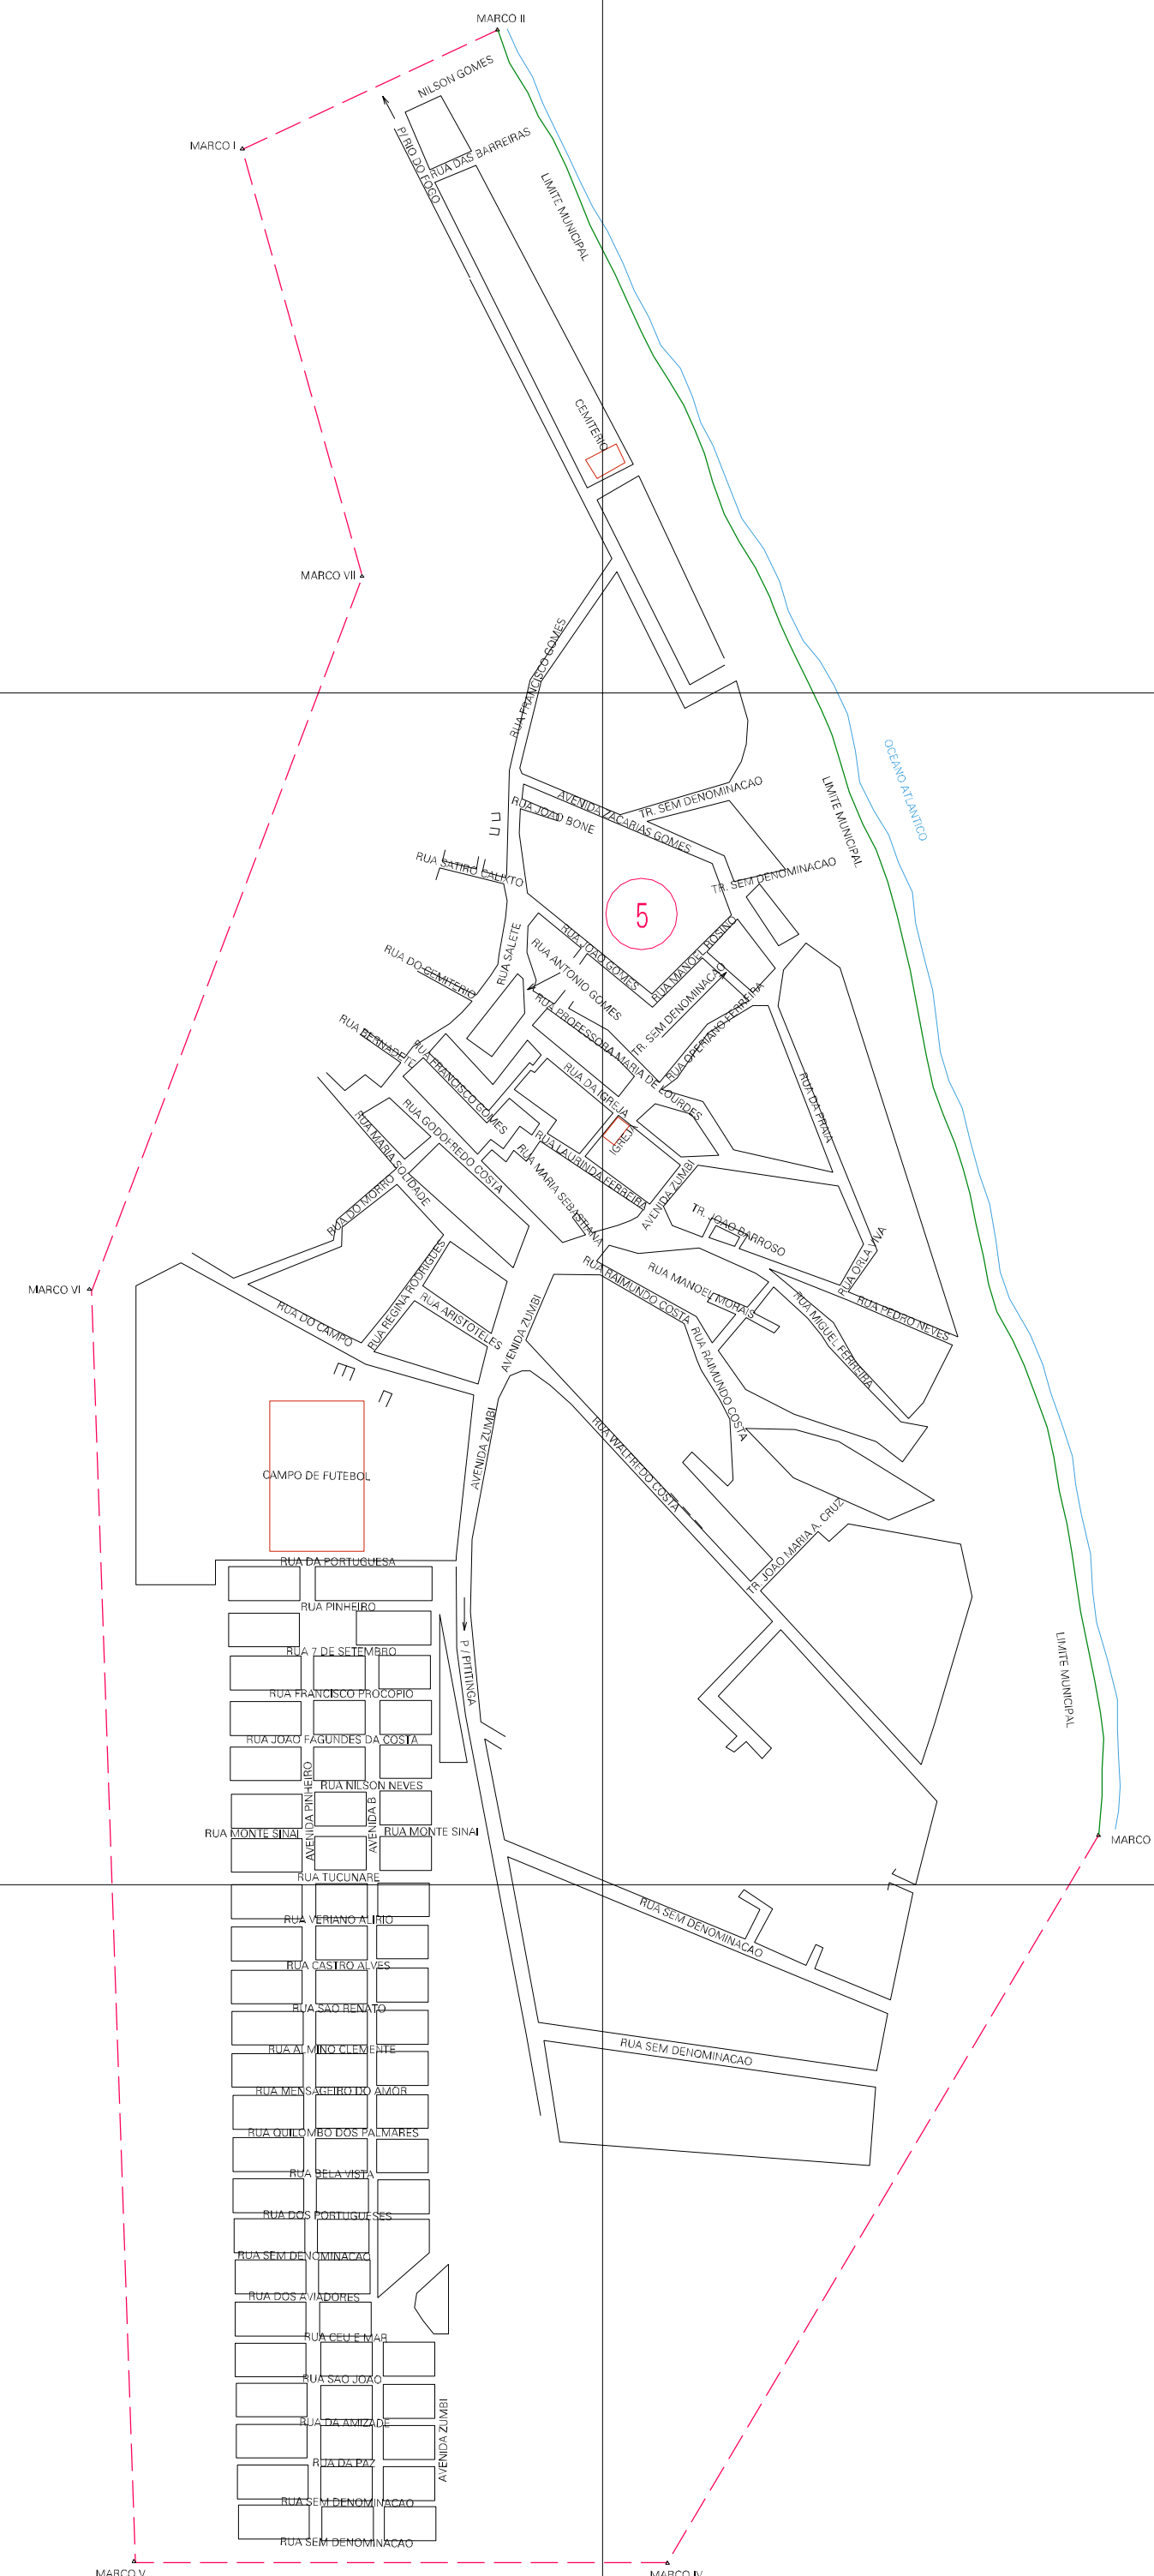 MARCO II
NILSON GOMES
MARCO I
P/ RIO DO FOGO
RUA DAS BARREIRAS
LIMITE MUNICIPAL
CEMITERIO
MARCO VII
RUA FRANCISCO GOMES
OCEANO ATLANTICO
LIMITE MUNICIPAL
TR. SEM DENOMINACAO
AVENIDA ZACARIAS GOMES
RUA JOAO BONE
RUA SATIRO CALIXTO
TR. SEM DENOMINACAO
5
RUA SALETE
RUA JOAO GOMES
RUA MANOEL ROSINO
RUA ANTONIO GOMES
RUA DO CEMITERIO
TR. SEM DENOMINACAO
RUA OPERIANO FERREIRA
RUA PROFESSORA MARIA DE LOURDES
RUA BERNADETE
RUA FRANCISCO GOMES
RUA DA IGREJA
RUA DA PRAIA
RUA GODOFREDO COSTA
RUA MARIA SOLIDADE
IGREJA
RUA LAURINDA FERREIRA
RUA MARIA SEBASTIANA
AVENIDA ZUMBI
RUA DO MORRO
TR. JOAO BARROSO
RUA ORLA VIVA
RUA REGINA RODRIGUES
RUA RAIMUNDO COSTA
RUA MANOEL MORAIS
RUA PEDRO NEVES
MARCO VI
RUA DO CAMPO
RUA ARISTOTELES
AVENIDA ZUMBI
RUA MIGUEL FERREIRA
RUA RAIMUNDO COSTA
AVENIDA ZUMBI
RUA WALFREDO COSTA
CAMPO DE FUTEBOL
TR. JOAO MARIA A. CRUZ
RUA DA PORTUGUESA
RUA PINHEIRO
P / PITITINGA
LIMITE MUNICIPAL
RUA 7 DE SETEMBRO
RUA FRANCISCO PROCOPIO
RUA JOAO FAGUNDES DA COSTA
AVENIDA PINHEIRO
RUA NILSON NEVES
AVENIDA B
RUA MONTE SINAI
RUA MONTE SINAI
MARCO
RUA TUCUNARE
RUA VERIANO ALIRIO
RUA SEM DENOMINACAO
RUA CASTRO ALVES
RUA SAO RENATO
RUA ALMINO CLEMENTE
RUA SEM DENOMINACAO
RUA MENSAGEIRO DO AMOR
RUA QUILOMBO DOS PALMARES
RUA BELA VISTA
RUA DOS PORTUGUESES
RUA SEM DENOMINACAO
RUA DOS AVIADORES
RUA CEU E MAR
RUA SAO JOAO
RUA DA AMIZADE
AVENIDA ZUMBI
RUA DA PAZ
RUA SEM DENOMINACAO
RUA SEM DENOMINACAO
MARCO V
MARCO IV